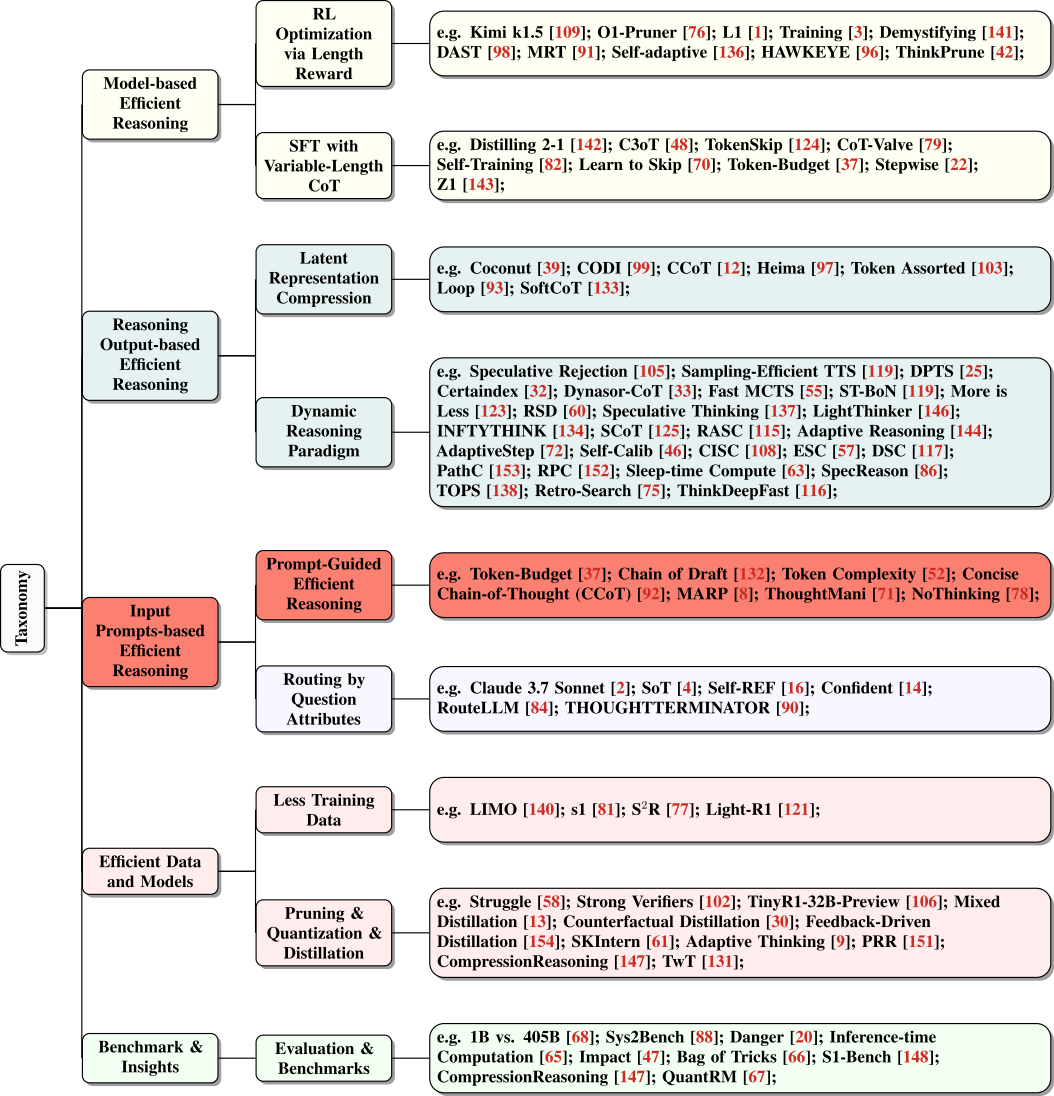 Taxonomy
Model-based
Efficient
Reasoning
RL
Optimization
via Length
Reward
e.g. Kimi k1.5 [109]; O1-Pruner [76]; L1 [1]; Training [3]; Demystifying [141];
DAST [98]; MRT [91]; Self-adaptive [136]; HAWKEYE [96]; ThinkPrune [42];
SFT with
Variable-Length
CoT
e.g. Distilling 2-1 [142]; C3oT [48]; TokenSkip [124]; CoT-Valve [79];
Self-Training [82]; Learn to Skip [70]; Token-Budget [37]; Stepwise [22];
Z1 [143];
Reasoning
Output-based
Efficient
Reasoning
Latent
Representation
Compression
e.g. Coconut [39]; CODI [99]; CCoT [12]; Heima [97]; Token Assorted [103];
Loop [93]; SoftCoT [133];
Dynamic
Reasoning
Paradigm
e.g. Speculative Rejection [105]; Sampling-Efficient TTS [119]; DPTS [25];
Certaindex [32]; Dynasor-CoT [33]; Fast MCTS [55]; ST-BoN [119]; More is
Less [123]; RSD [60]; Speculative Thinking [137]; LightThinker [146];
INFTYTHINK [134]; SCoT [125]; RASC [115]; Adaptive Reasoning [144];
AdaptiveStep [72]; Self-Calib [46]; CISC [108]; ESC [57]; DSC [117];
PathC [153]; RPC [152]; Sleep-time Compute [63]; SpecReason [86];
TOPS [138]; Retro-Search [75]; ThinkDeepFast [116];
Input
Prompts-based
Efficient
Reasoning
Prompt-Guided
Efficient
Reasoning
e.g. Token-Budget [37]; Chain of Draft [132]; Token Complexity [52]; Concise
Chain-of-Thought (CCoT) [92]; MARP [8]; ThoughtMani [71]; NoThinking [78];
Routing by
Question
Attributes
e.g. Claude 3.7 Sonnet [2]; SoT [4]; Self-REF [16]; Confident [14];
RouteLLM [84]; THOUGHTTERMINATOR [90];
Efficient Data
and Models
Less Training
Data
e.g. LIMO [140]; s1 [81]; S²R [77]; Light-R1 [121];
Pruning &
Quantization &
Distillation
e.g. Struggle [58]; Strong Verifiers [102]; TinyR1-32B-Preview [106]; Mixed
Distillation [13]; Counterfactual Distillation [30]; Feedback-Driven
Distillation [154]; SKIntern [61]; Adaptive Thinking [9]; PRR [151];
CompressionReasoning [147]; TwT [131];
Benchmark &
Insights
Evaluation &
Benchmarks
e.g. 1B vs. 405B [68]; Sys2Bench [88]; Danger [20]; Inference-time
Computation [65]; Impact [47]; Bag of Tricks [66]; S1-Bench [148];
CompressionReasoning [147]; QuantRM [67];